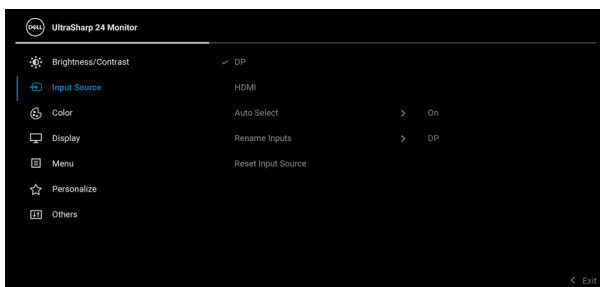 DELL UltraSharp 24 Monitor
Brightness/Contrast DP
Input Source HDMI
Color Auto Select > On
Display Rename Inputs > DP
Menu Reset Input Source
Personalize
Others
< Exit